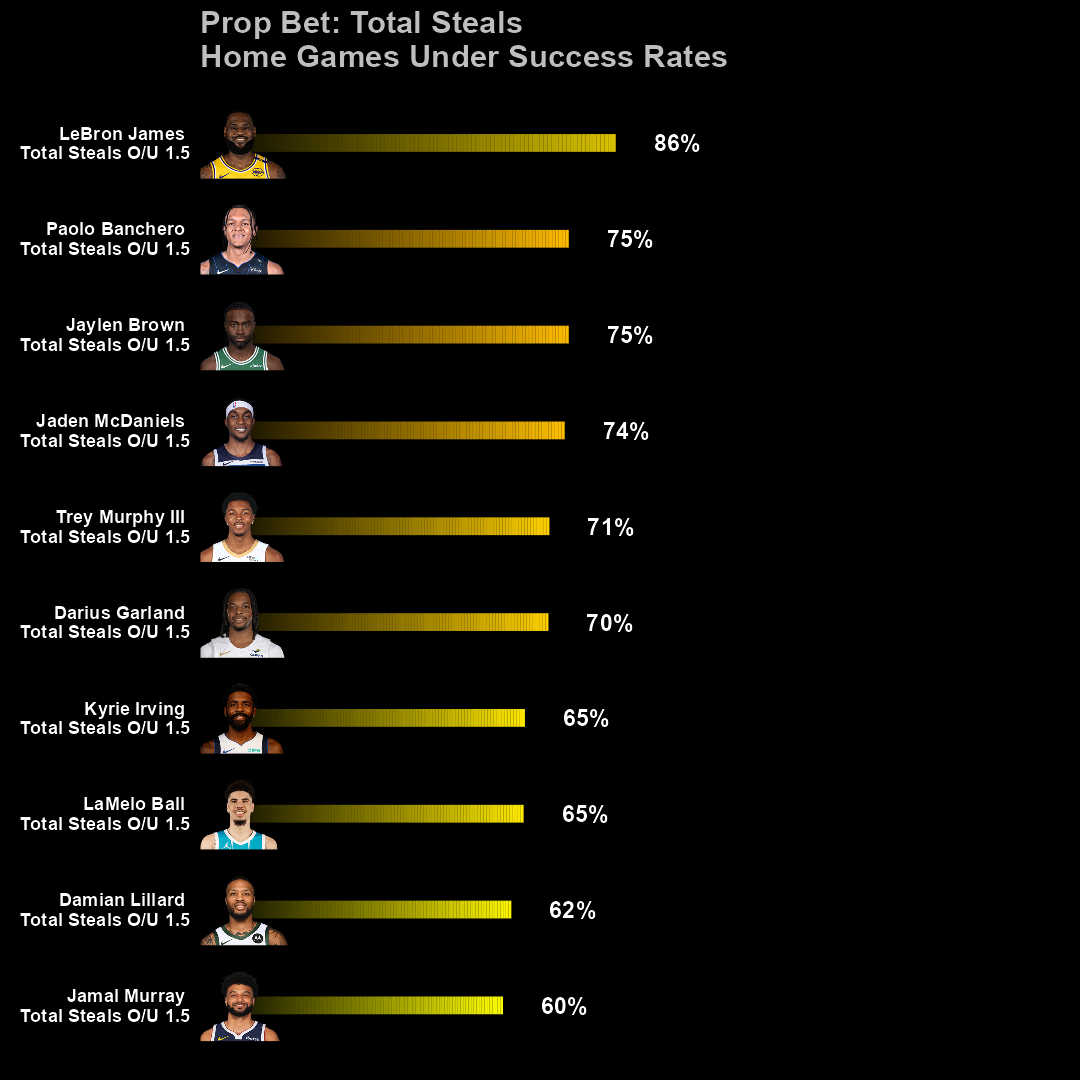 Prop Bet: Total Steals
Home Games Under Success Rates
LeBron James
Total Steals O/U 1.5
86%
Paolo Banchero
Total Steals O/U 1.5
75%
Jaylen Brown
Total Steals O/U 1.5
75%
Jaden McDaniels
Total Steals O/U 1.5
74%
Trey Murphy III
Total Steals O/U 1.5
71%
Darius Garland
Total Steals O/U 1.5
70%
Kyrie Irving
Total Steals O/U 1.5
65%
LaMelo Ball
Total Steals O/U 1.5
65%
Damian Lillard
Total Steals O/U 1.5
62%
Jamal Murray
Total Steals O/U 1.5
60%